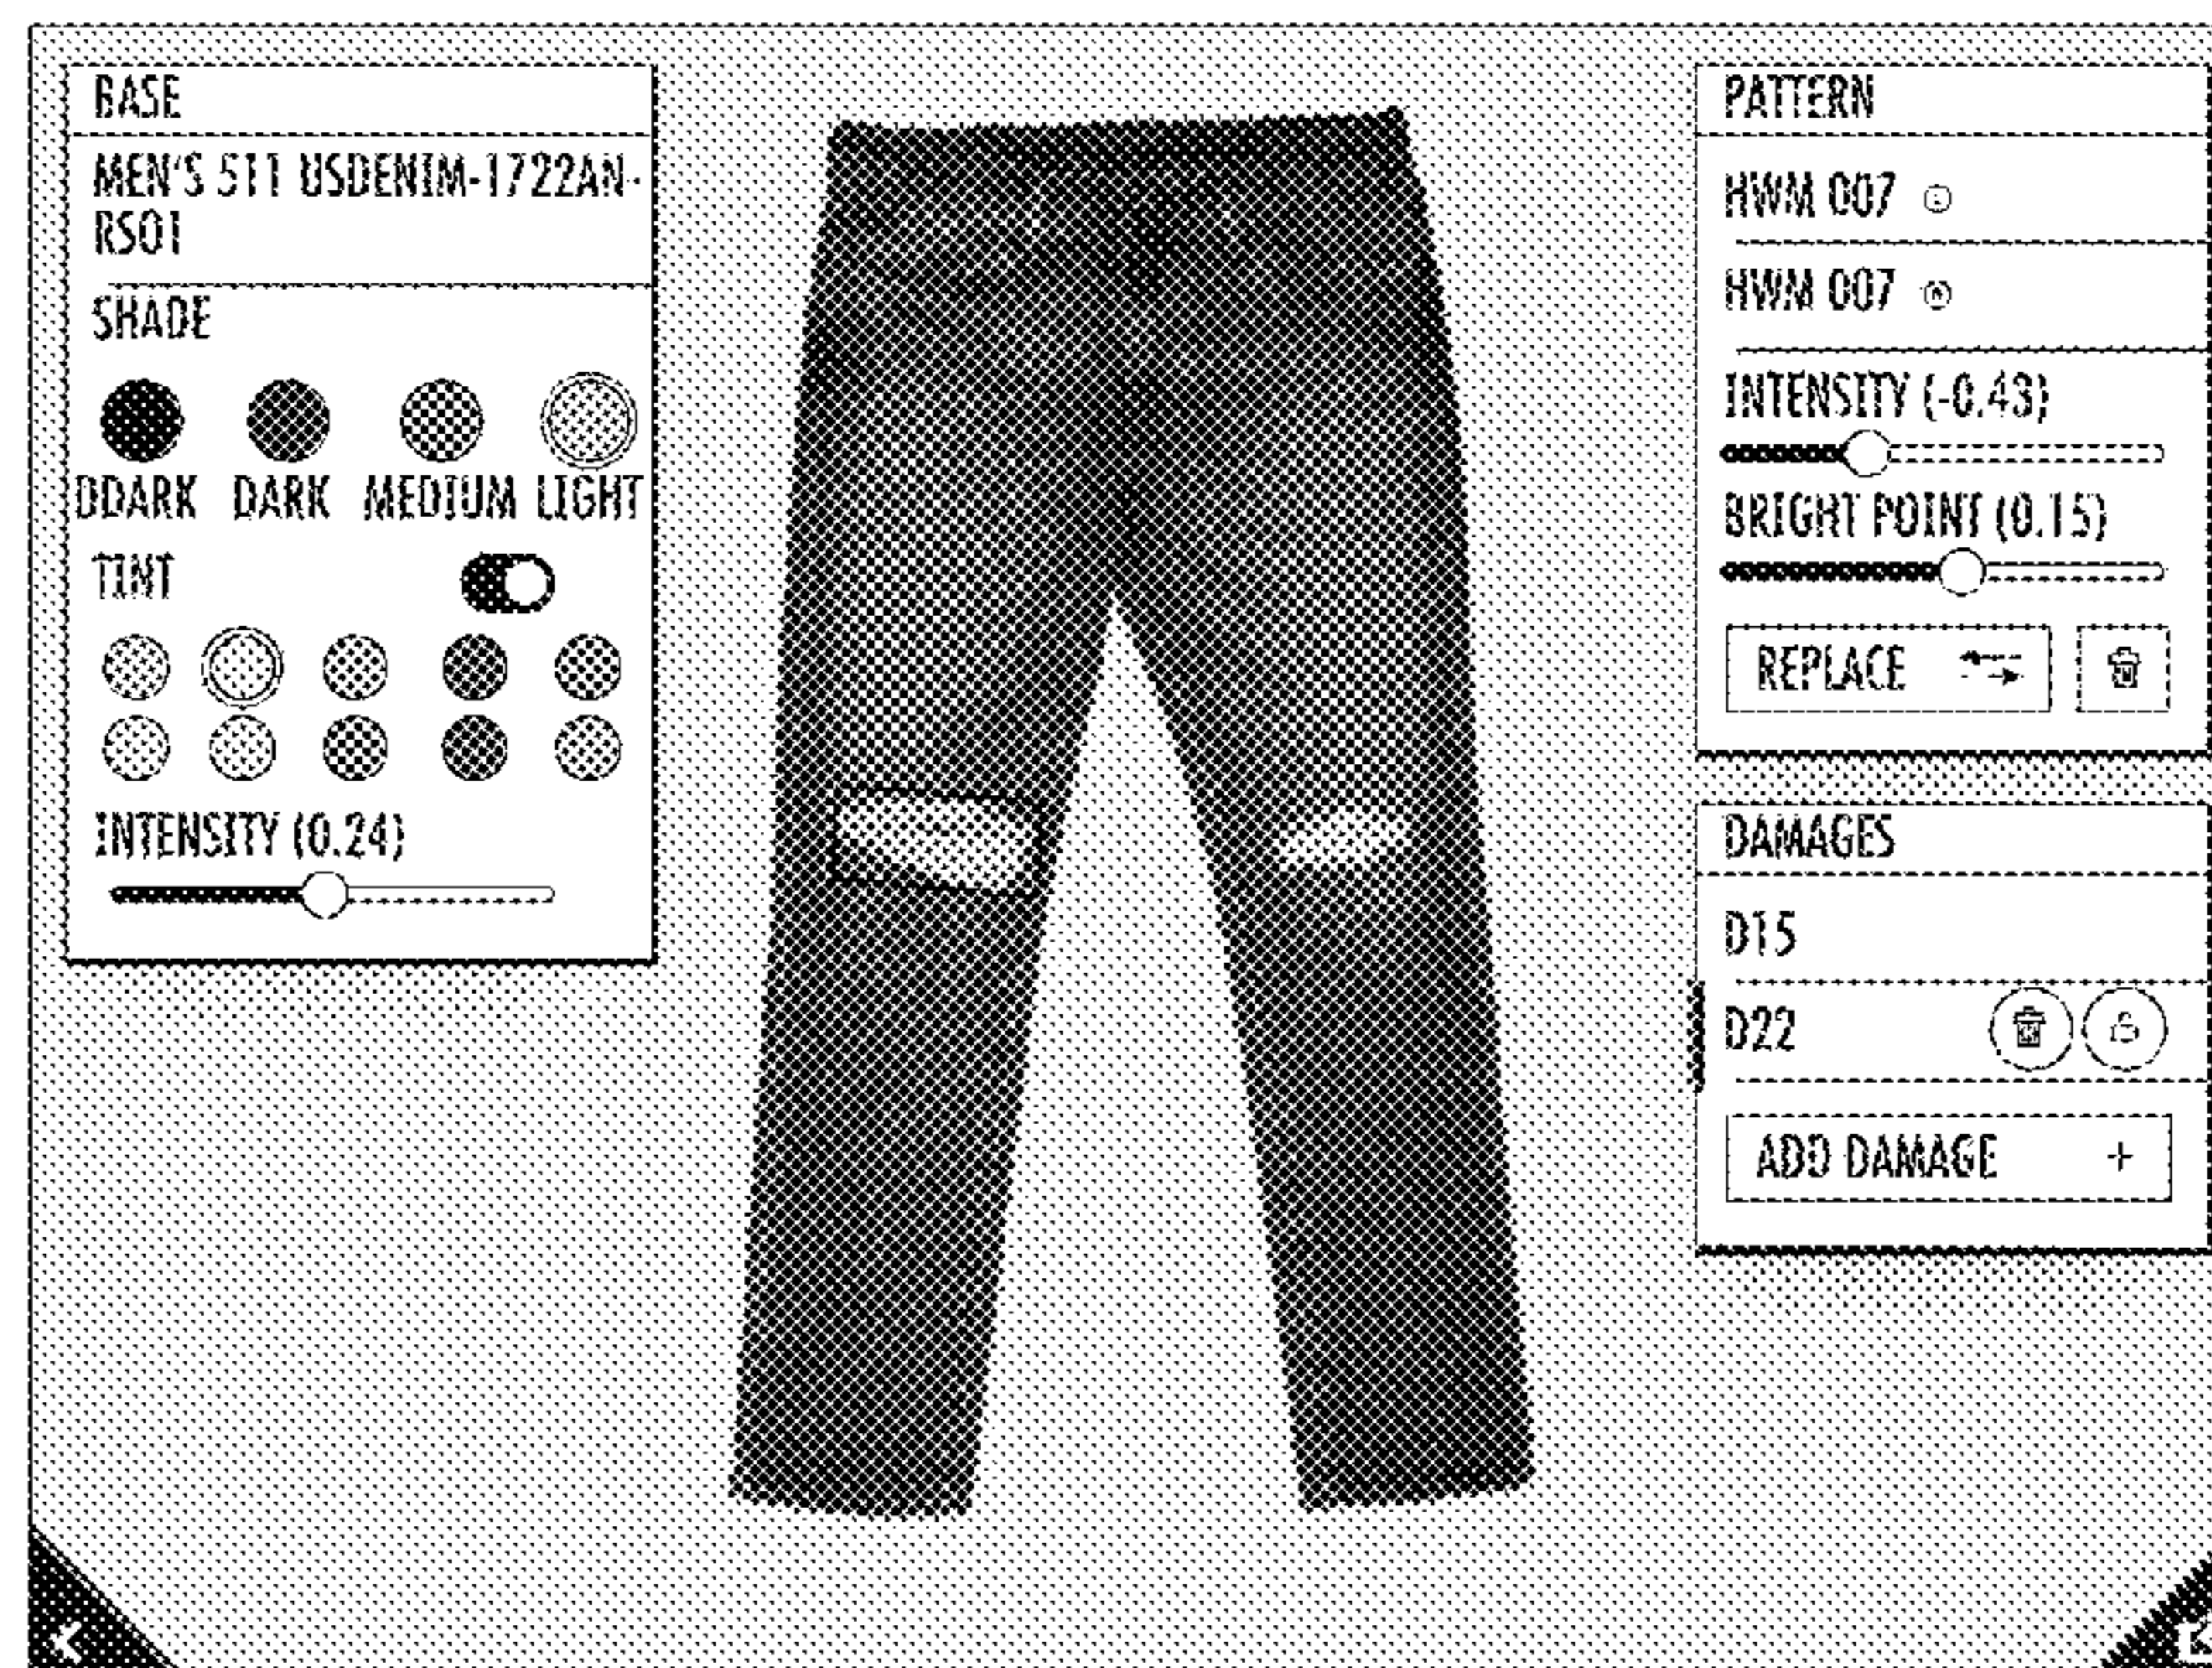 BASE
MEN'S 511 USDENIM-1722AN-
RS01
SHADE
DDARK DARK MEDIUM LIGHT
TINT
INTENSITY (0.24)
PATTERN
HWM 007
HWM 007
INTENSITY (-0.43)
BRIGHT POINT (0.15)
REPLACE
DAMAGES
D15
D22
ADD DAMAGE +